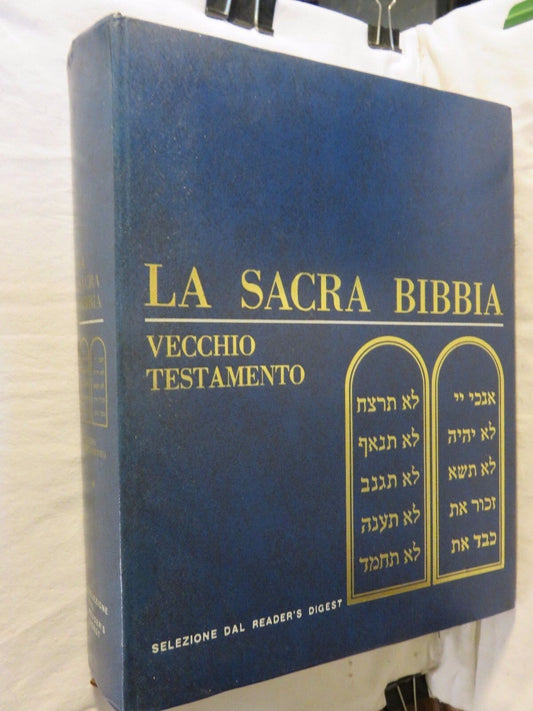 LA SACRA BIBBIA
VECCHIO
TESTAMENTO
אנכי יי
לא יהיה
לא תשא
זכור את
כבד את
לא תרצח
לא תנאף
לא תגנב
לא תענה
לא תחמד
SELEZIONE DAL READER'S DIGEST